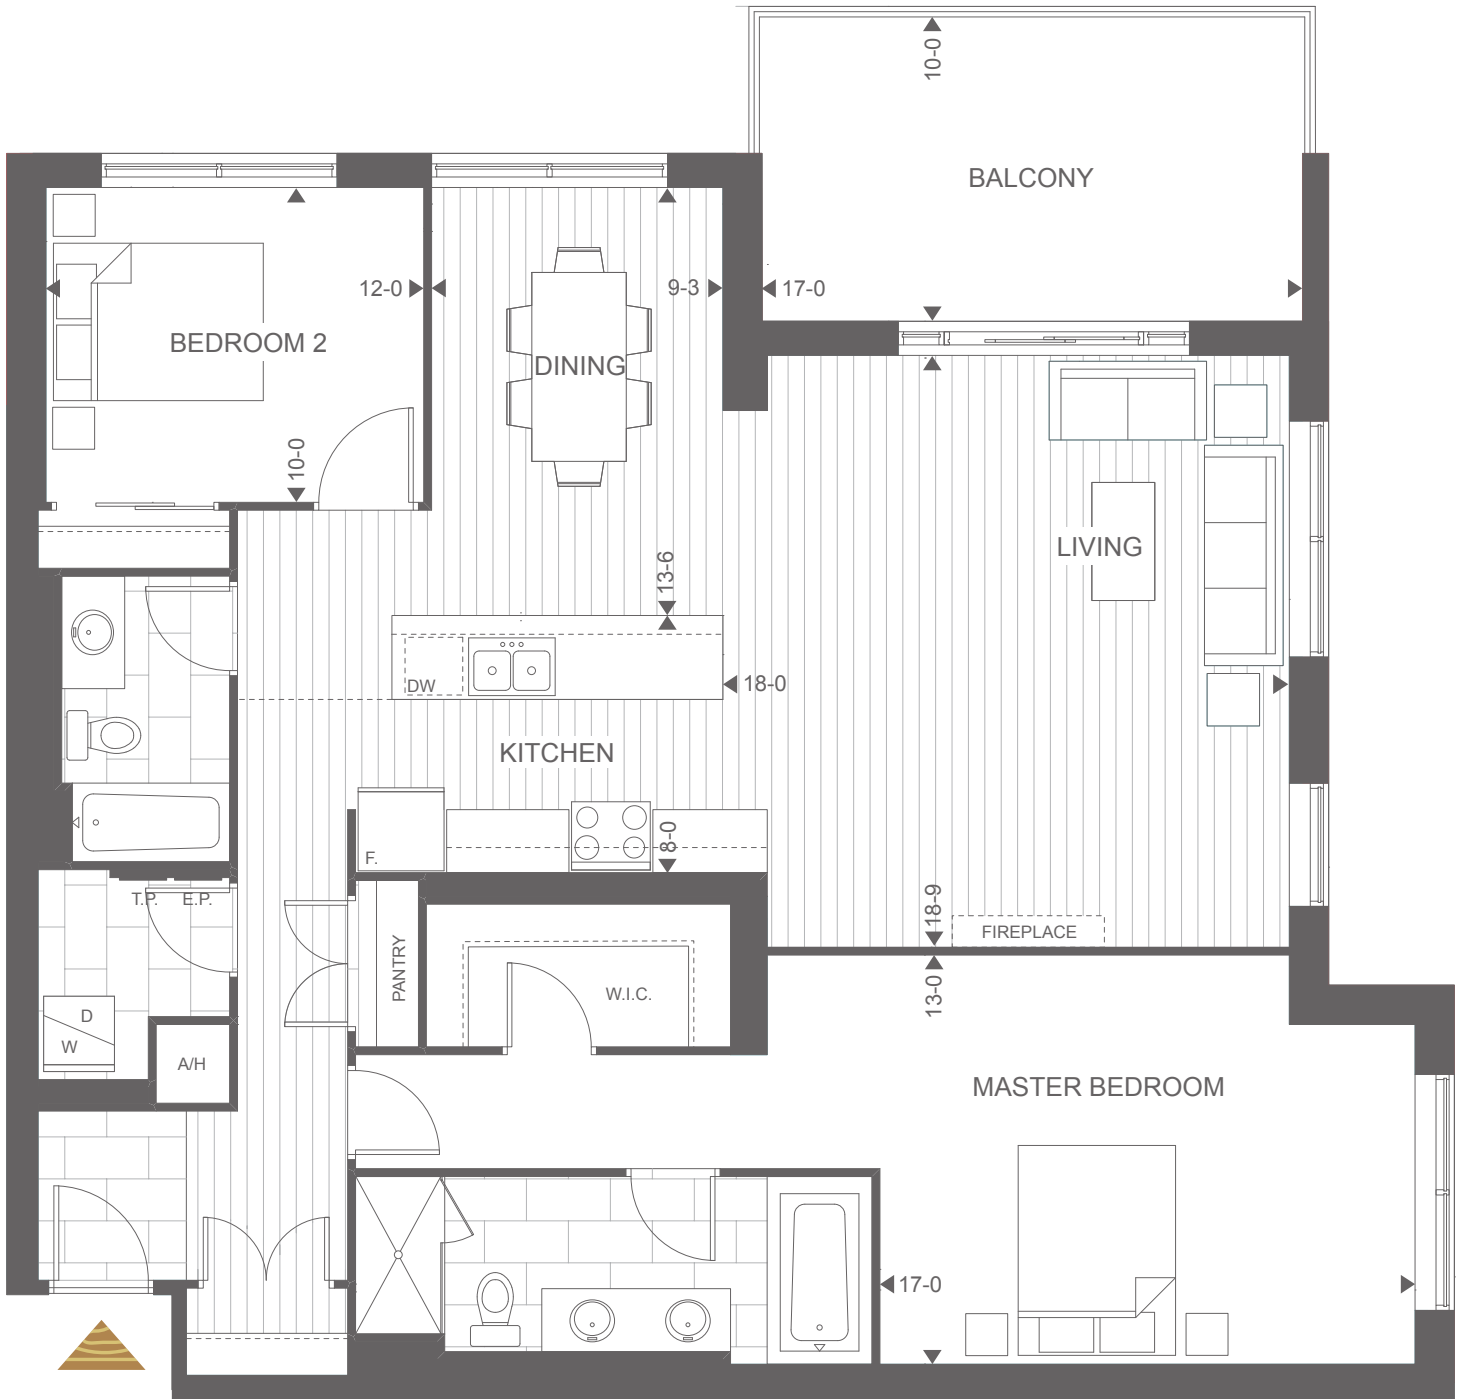 10-0
BALCONY
12-0
9-3
17-0
BEDROOM 2
DINING
10-0
LIVING
13-6
DW
18-0
KITCHEN
8-0
F.
T.P.
E.P.
18-9
FIREPLACE
PANTRY
W.I.C.
13-0
D
W
A/H
MASTER BEDROOM
17-0